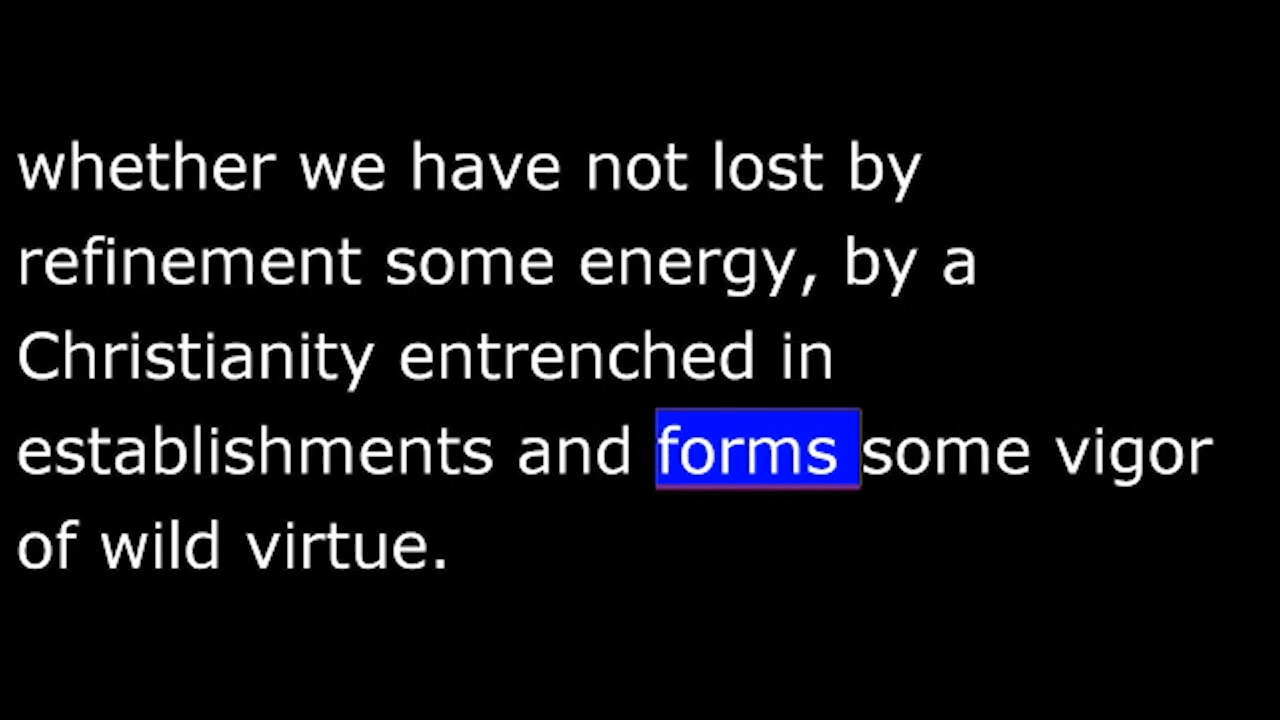 whether we have not lost by
refinement some energy, by a
Christianity entrenched in
establishments and forms some vigor
of wild virtue.